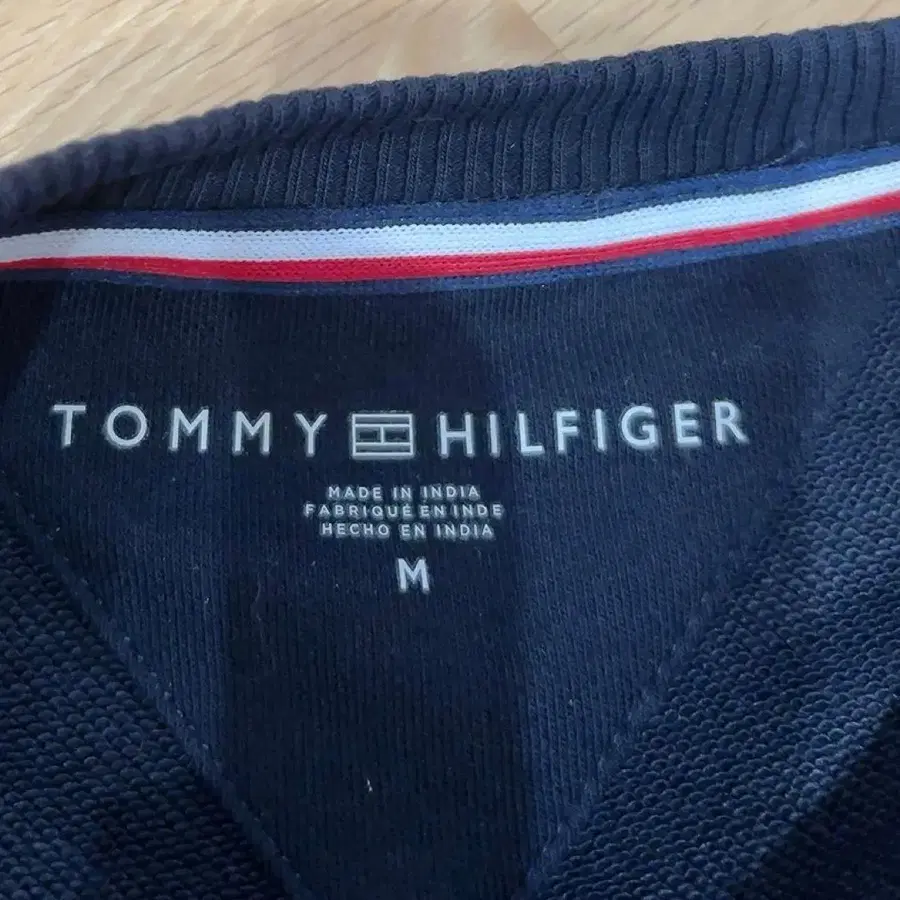 TOMMY HILFIGER
MADE IN INDIA
FABRIQUÉ EN INDE
HECHO EN INDIA
M